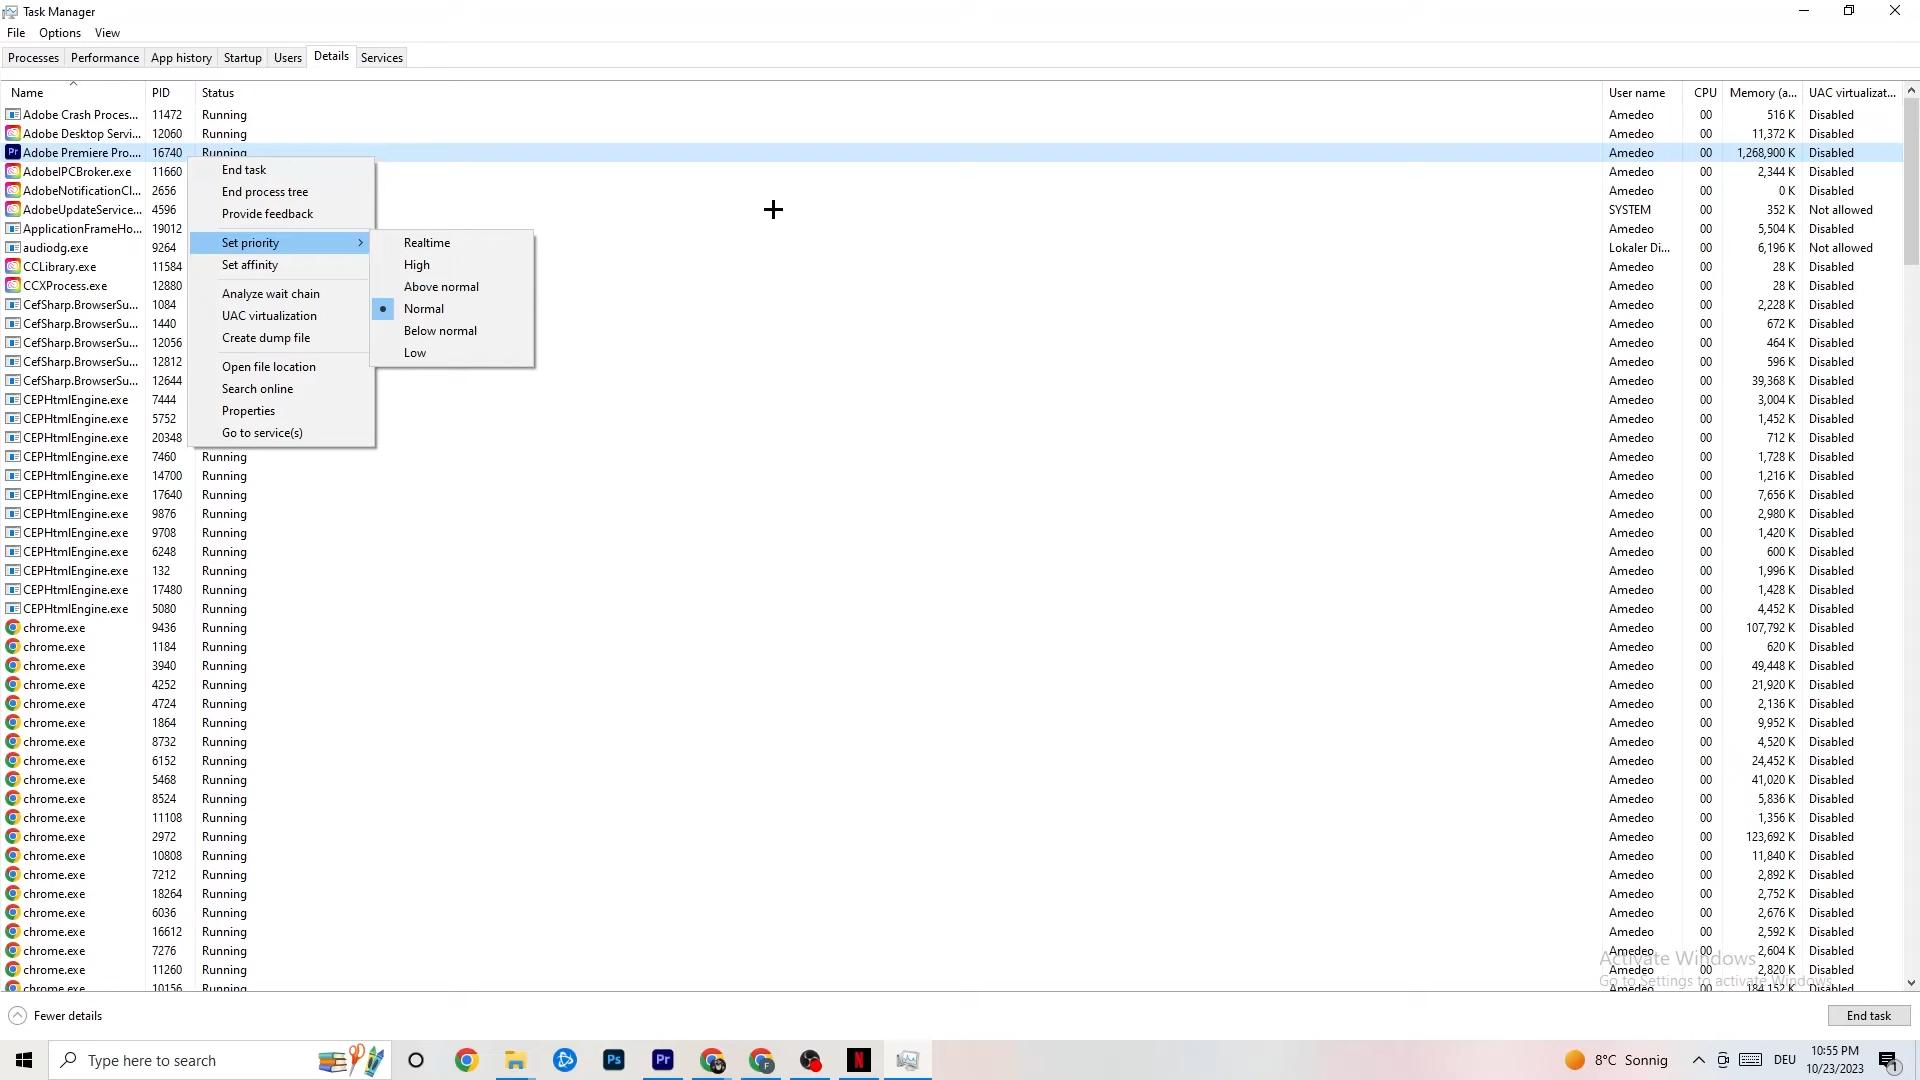 Task Manager
File Options View
Processes Performance App history Startup Users Details Services
Name PID Status User name CPU Memory (a... UAC virtualizat...
Adobe Crash Proces... 11472 Running Amedeo 00 516 K Disabled
Adobe Desktop Servi... 12060 Running Amedeo 00 11,372 K Disabled
Adobe Premiere Pro.... 16740 Running Amedeo 00 1,268,900 K Disabled
AdobeIPCBroker.exe 11660 Amedeo 00 2,344 K Disabled
AdobeNotificationCl... 2656 Amedeo 00 0 K Disabled
AdobeUpdateService... 4596 SYSTEM 00 352 K Not allowed
ApplicationFrameHo... 19012 Amedeo 00 5,504 K Disabled
audiodg.exe 9264 Lokaler Di... 00 6,196 K Not allowed
CCLibrary.exe 11584 Amedeo 00 28 K Disabled
CCXProcess.exe 12880 Amedeo 00 28 K Disabled
CefSharp.BrowserSu... 1084 Amedeo 00 2,228 K Disabled
CefSharp.BrowserSu... 1440 Amedeo 00 672 K Disabled
CefSharp.BrowserSu... 12056 Amedeo 00 464 K Disabled
CefSharp.BrowserSu... 12812 Amedeo 00 596 K Disabled
CefSharp.BrowserSu... 12644 Amedeo 00 39,368 K Disabled
CEPHtmlEngine.exe 7444 Amedeo 00 3,004 K Disabled
CEPHtmlEngine.exe 5752 Amedeo 00 1,452 K Disabled
CEPHtmlEngine.exe 20348 Amedeo 00 712 K Disabled
CEPHtmlEngine.exe 7460 Running Amedeo 00 1,728 K Disabled
CEPHtmlEngine.exe 14700 Running Amedeo 00 1,216 K Disabled
CEPHtmlEngine.exe 17640 Running Amedeo 00 7,656 K Disabled
CEPHtmlEngine.exe 9876 Running Amedeo 00 2,980 K Disabled
CEPHtmlEngine.exe 9708 Running Amedeo 00 1,420 K Disabled
CEPHtmlEngine.exe 6248 Running Amedeo 00 600 K Disabled
CEPHtmlEngine.exe 132 Running Amedeo 00 1,996 K Disabled
CEPHtmlEngine.exe 17480 Running Amedeo 00 1,428 K Disabled
CEPHtmlEngine.exe 5080 Running Amedeo 00 4,452 K Disabled
chrome.exe 9436 Running Amedeo 00 107,792 K Disabled
chrome.exe 1184 Running Amedeo 00 620 K Disabled
chrome.exe 3940 Running Amedeo 00 49,448 K Disabled
chrome.exe 4252 Running Amedeo 00 21,920 K Disabled
chrome.exe 4724 Running Amedeo 00 2,136 K Disabled
chrome.exe 1864 Running Amedeo 00 9,952 K Disabled
chrome.exe 8732 Running Amedeo 00 4,520 K Disabled
chrome.exe 6152 Running Amedeo 00 24,452 K Disabled
chrome.exe 5468 Running Amedeo 00 41,020 K Disabled
chrome.exe 8524 Running Amedeo 00 5,836 K Disabled
chrome.exe 11108 Running Amedeo 00 1,356 K Disabled
chrome.exe 2972 Running Amedeo 00 123,692 K Disabled
chrome.exe 10808 Running Amedeo 00 11,840 K Disabled
chrome.exe 7212 Running Amedeo 00 2,892 K Disabled
chrome.exe 18264 Running Amedeo 00 2,752 K Disabled
chrome.exe 6036 Running Amedeo 00 2,676 K Disabled
chrome.exe 16612 Running Amedeo 00 2,592 K Disabled
chrome.exe 7276 Running Amedeo 00 2,604 K Disabled
chrome.exe 11260 Running Amedeo 00 2,820 K Disabled
chrome.exe 10156 Running Amedeo 00 184,152 K Disabled
End task
End process tree
Provide feedback
Set priority
Set affinity
Analyze wait chain
UAC virtualization
Create dump file
Open file location
Search online
Properties
Go to service(s)
Realtime
High
Above normal
Normal
Below normal
Low
Activate Windows
Go to Settings to activate Windows.
Fewer details End task
Type here to search Ps Pr F N 8°C Sonnig DEU 10:55 PM
10/23/2023 1